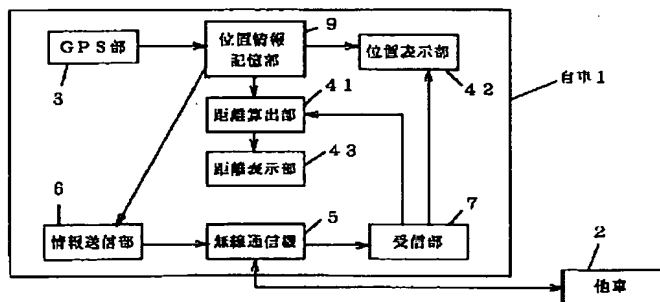 9
GPS部
位置情報
記憶部
位置表示部
3
42
自車1
41
距離算出部
43
距離表示部
6
5
7
情報送信部
無線通信機
受信部
2
他車